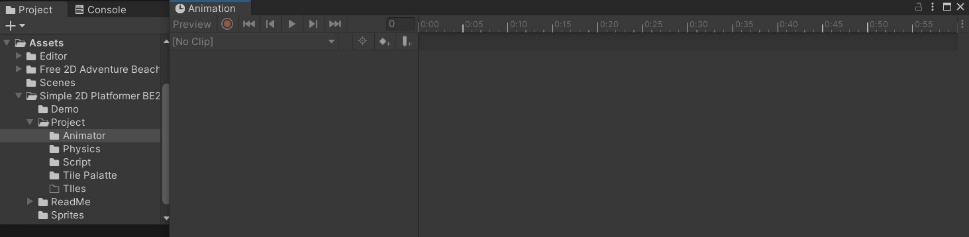 Project Console Animation
Preview 0 0:00 0:05 0:10 0:15 0:20 0:25 0:30 0:35 0:40 0:45 0:50 0:55
Assets [No Clip]
Editor
Free 2D Adventure Beach
Scenes
Simple 2D Platformer BE2
Demo
Project
Animator
Physics
Script
Tile Palatte
TIles
ReadMe
Sprites